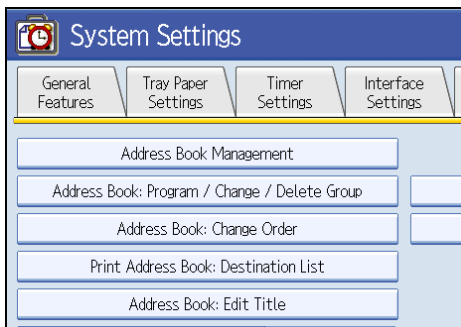 System Settings
General Features
Tray Paper Settings
Timer Settings
Interface Settings
Address Book Management
Address Book: Program / Change / Delete Group
Address Book: Change Order
Print Address Book: Destination List
Address Book: Edit Title